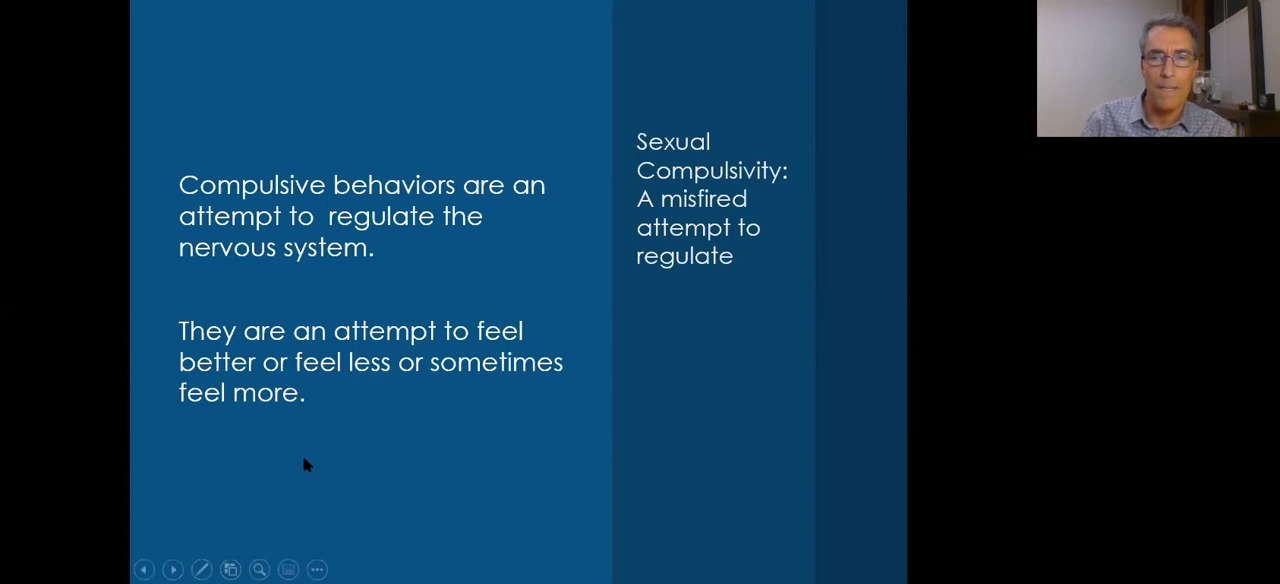 Compulsive behaviors are an
attempt to  regulate the
nervous system.
They are an attempt to feel
better or feel less or sometimes
feel more.
Sexual
Compulsivity:
A misfired
attempt to
regulate